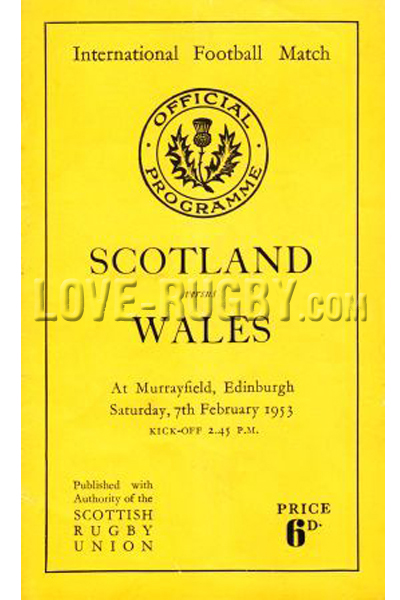 International Football Match
OFFICIAL
PROGRAMME
SCOTLAND
versus
LOVE-RUGBY.com
WALES
At Murrayfield, Edinburgh
Saturday, 7th February 1953
KICK-OFF 2.45 P.M.
Published with
Authority of the
SCOTTISH
RUGBY
UNION
PRICE
6D.